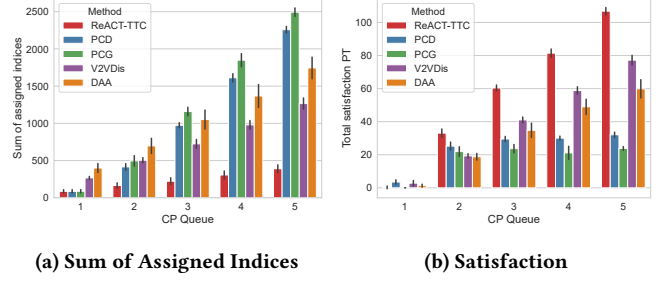 Method
ReACT-TTC
PCD
PCG
V2VDis
DAA
2500
2000
1500
1000
500
0
Sum of assigned Indices
1 2 3 4 5
CP Queue
(a) Sum of Assigned Indices
Method
ReACT-TTC
PCD
PCG
V2VDis
DAA
100
80
60
40
20
0
Total satisfaction PT
1 2 3 4 5
CP Queue
(b) Satisfaction